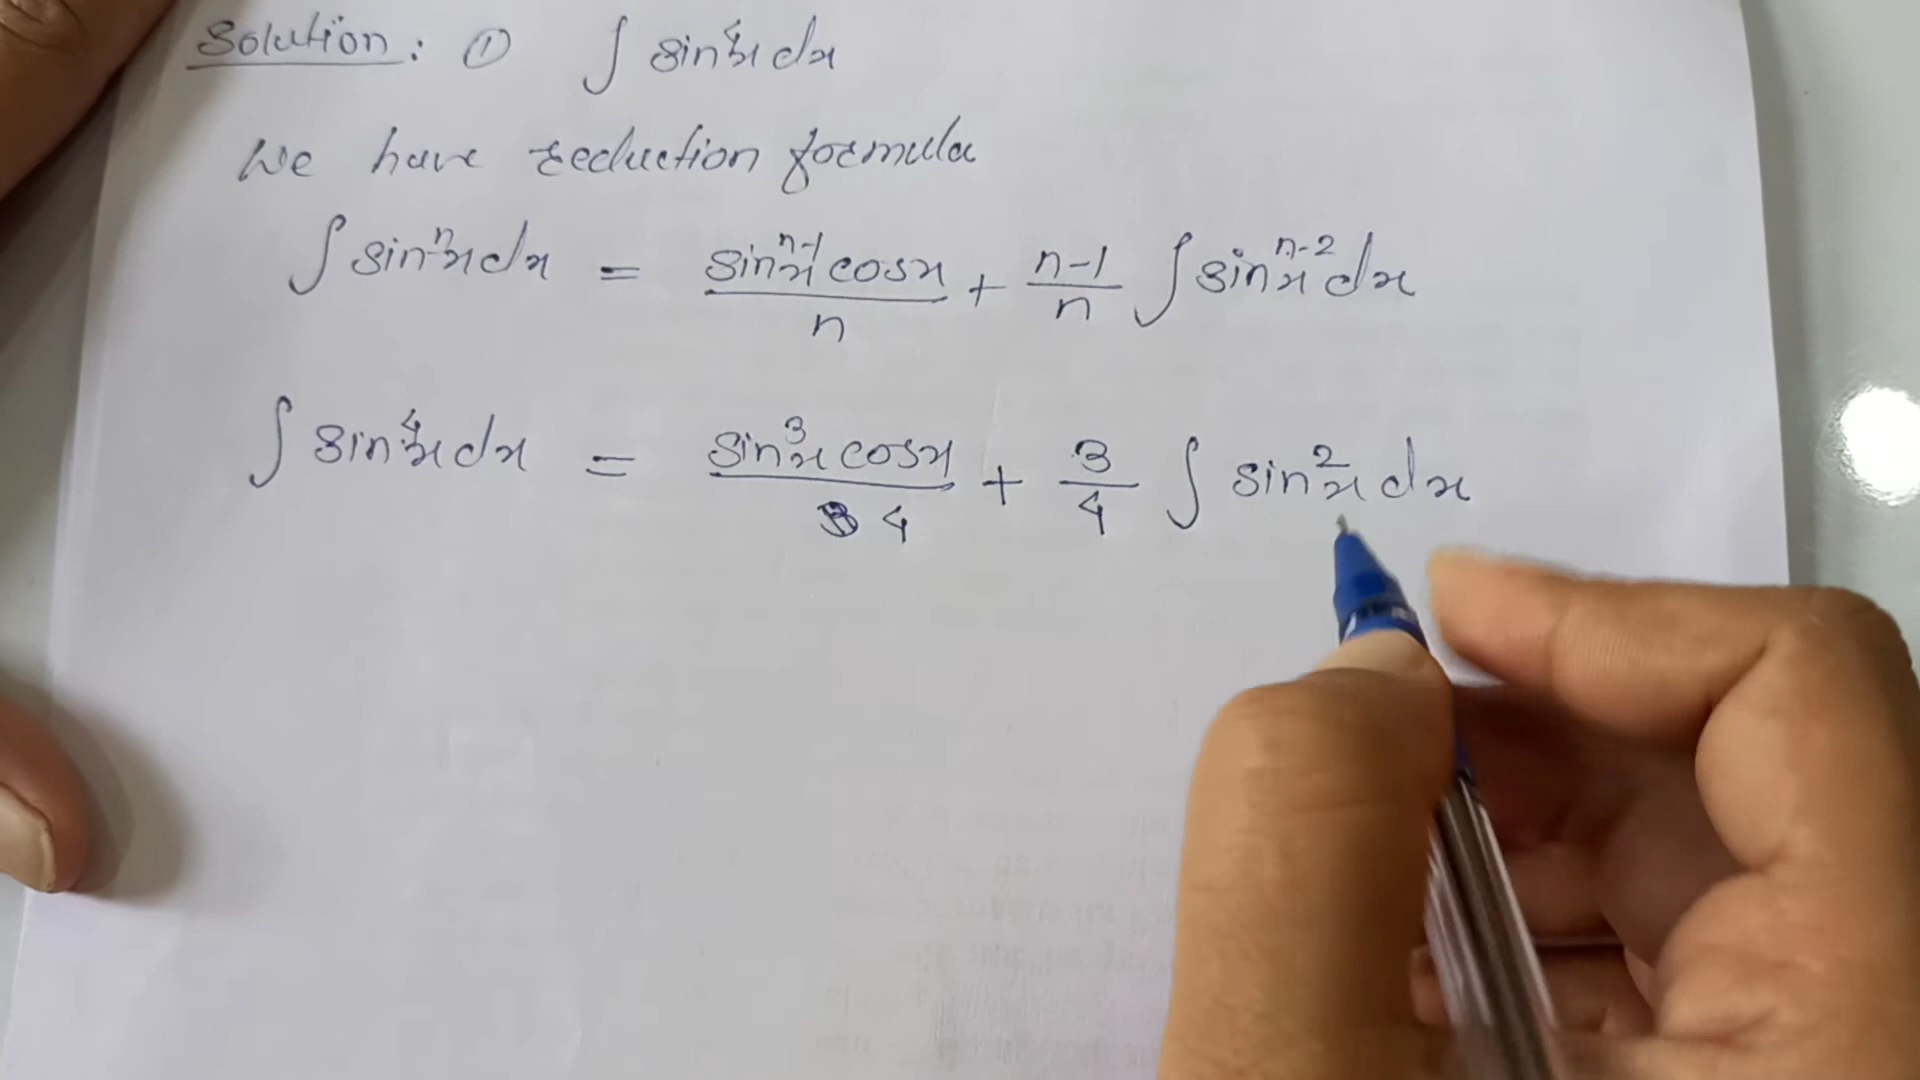 Solution: ① ∫ sin⁴x dx
We have reduction formula
∫ sinⁿx dx = sinⁿ⁻¹x cosx / n + n-1 / n ∫ sinⁿ⁻²x dx
∫ sin⁴x dx = sin³x cosx / 4 + 3 / 4 ∫ sin²x dx